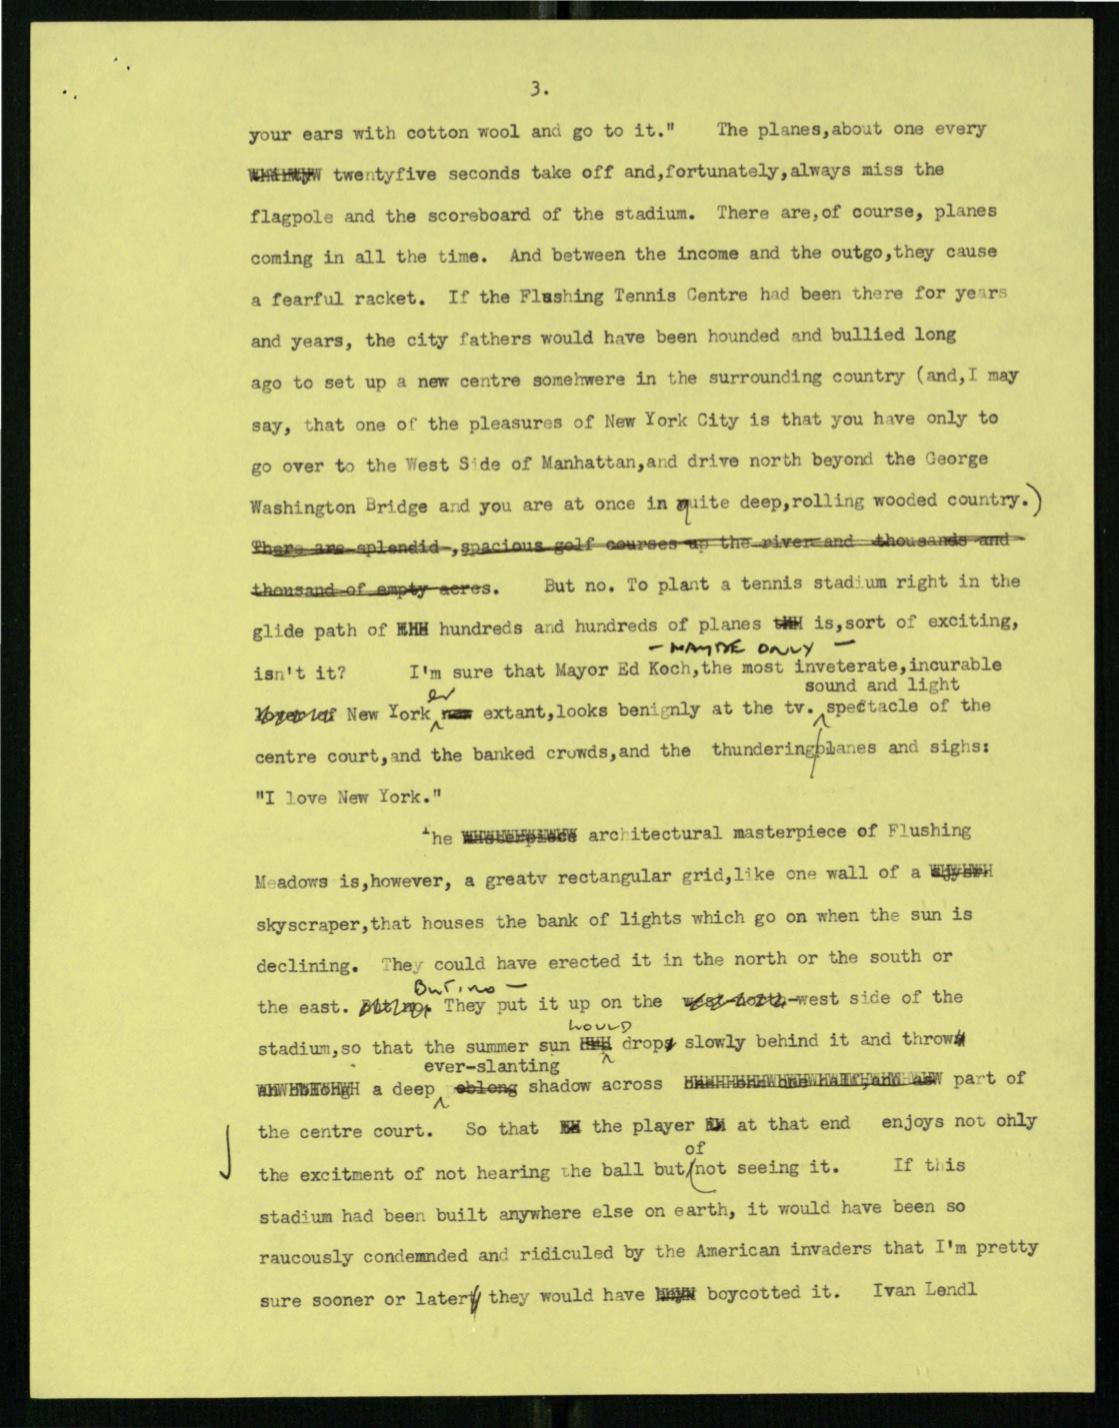 3.
your ears with cotton wool and go to it."    The planes,about one every
twentyfive seconds take off and,fortunately,always miss the
flagpole and the scoreboard of the stadium.  There are,of course, planes
coming in all the time.  And between the income and the outgo,they cause
a fearful racket.  If the Flushing Tennis Centre had been there for years
and years, the city fathers would have been hounded and bullied long
ago to set up a new centre somehwere in the surrounding country (and,I may
say, that one of the pleasures of New York City is that you have only to
go over to the West Side of Manhattan,and drive north beyond the George
Washington Bridge and you are at once in quite deep,rolling wooded country.)
There are splendid ,spacious golf courses up the river and  thousands and
thousand of empty acres.    But no. To plant a tennis stadium right in the
glide path of hundreds and hundreds of planes is,sort of exciting,
- MAYBE ONLY -
isn't it?      I'm sure that Mayor Ed Koch,the most inveterate,incurable
sound and light
er
New York extant,looks benignly at the tv. spectacle of the
centre court,and the banked crowds,and the  thundering planes and sighs:
"I love New York."
The architectural masterpiece of Flushing
Meadows is,however, a greatv rectangular grid,like one wall of a
skyscraper,that houses the bank of lights which go on when the sun is
declining.  They could have erected it in the north or the south or
But no -
the east. They put it up on the west-north-west side of the
would
stadium,so that the summer sun drops slowly behind it and throws
ever-slanting
a deep oblong shadow across part of
the centre court.   So that the player at that end   enjoys not ohly
of
the excitment of not hearing the ball but not seeing it.     If this
stadium had been built anywhere else on earth, it would have been so
raucously condemnded and ridiculed by the American invaders that I'm pretty
sure sooner or later they would have boycotted it.   Ivan Lendl